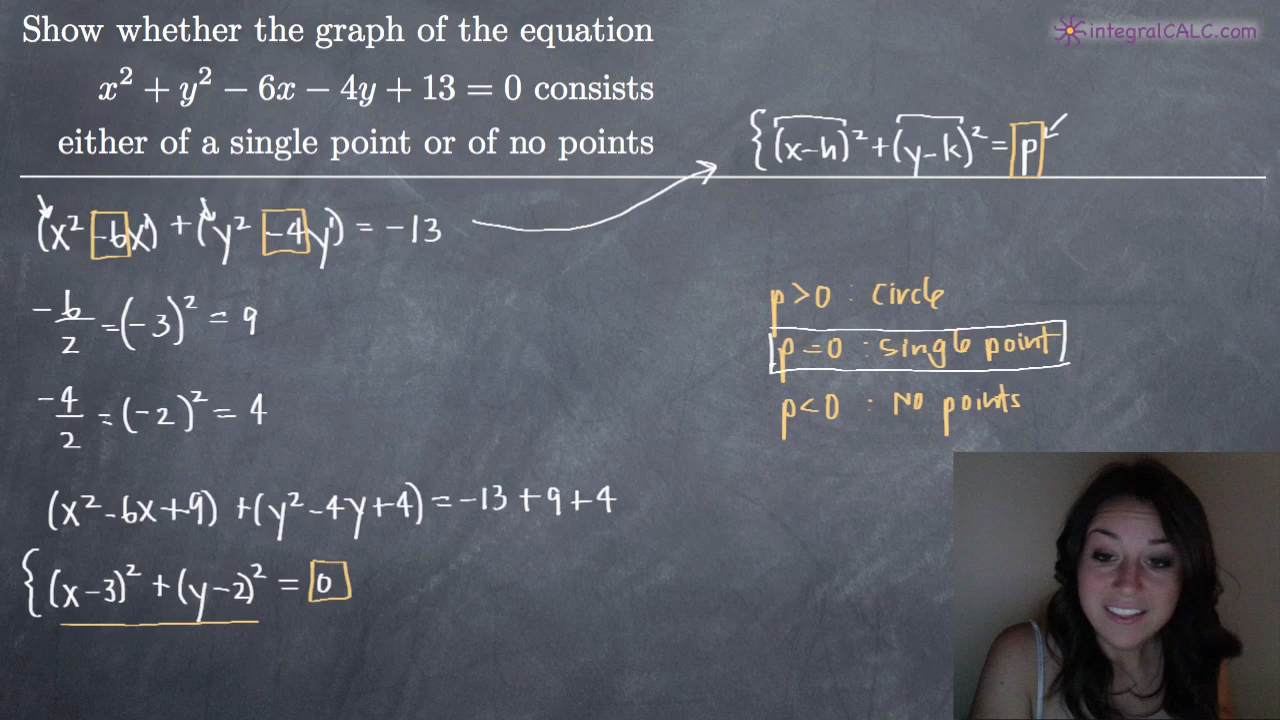 Show whether the graph of the equation
x² + y² − 6x − 4y + 13 = 0 consists
either of a single point or of no points
integralCALC.com
{(x-h)² + (y-k)² = p
(x² -6x) + (y² -4y) = -13
-6/2 = (-3)² = 9
-4/2 = (-2)² = 4
(x² - 6x + 9) + (y² - 4y + 4) = -13 + 9 + 4
{(x-3)² + (y-2)² = 0
p > 0 : circle
p = 0 : single point
p < 0 : NO points